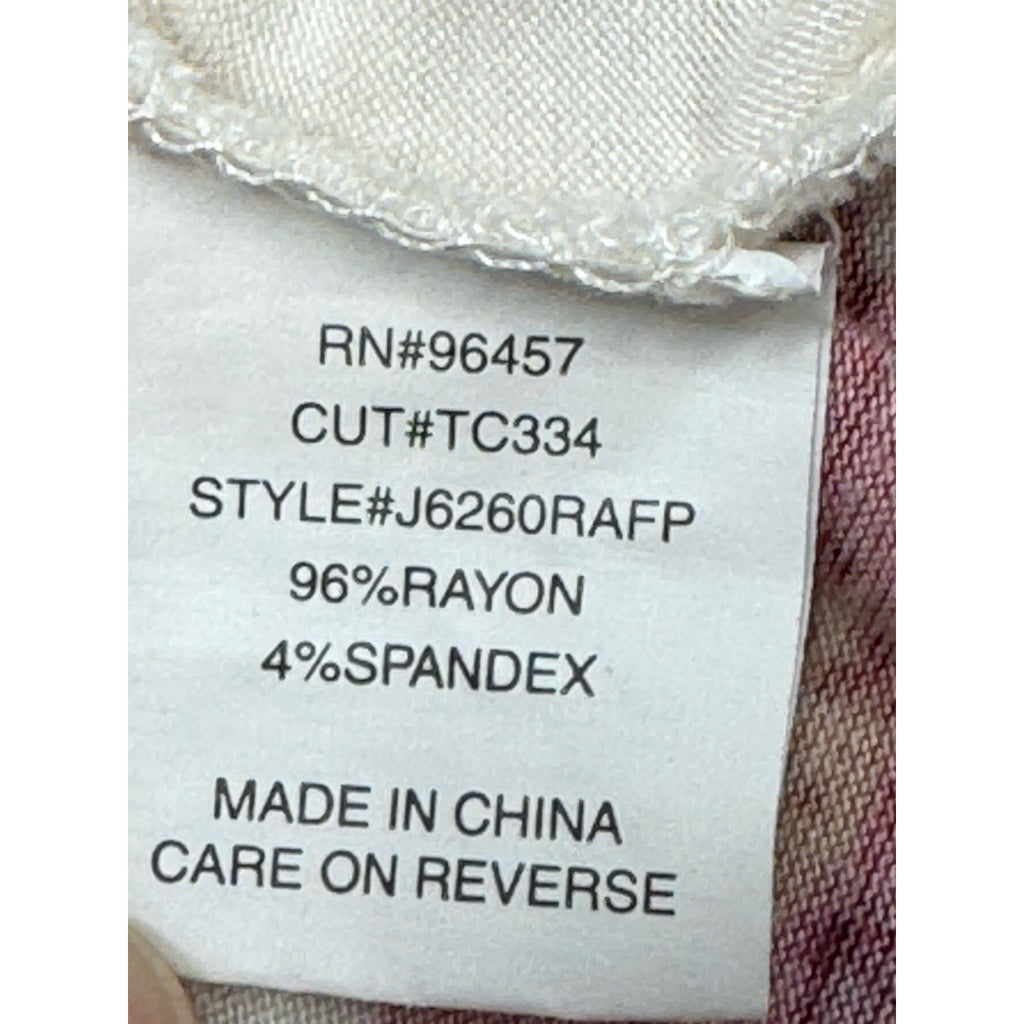 RN#96457
CUT#TC334
STYLE#J6260RAFP
96%RAYON
4%SPANDEX
MADE IN CHINA
CARE ON REVERSE